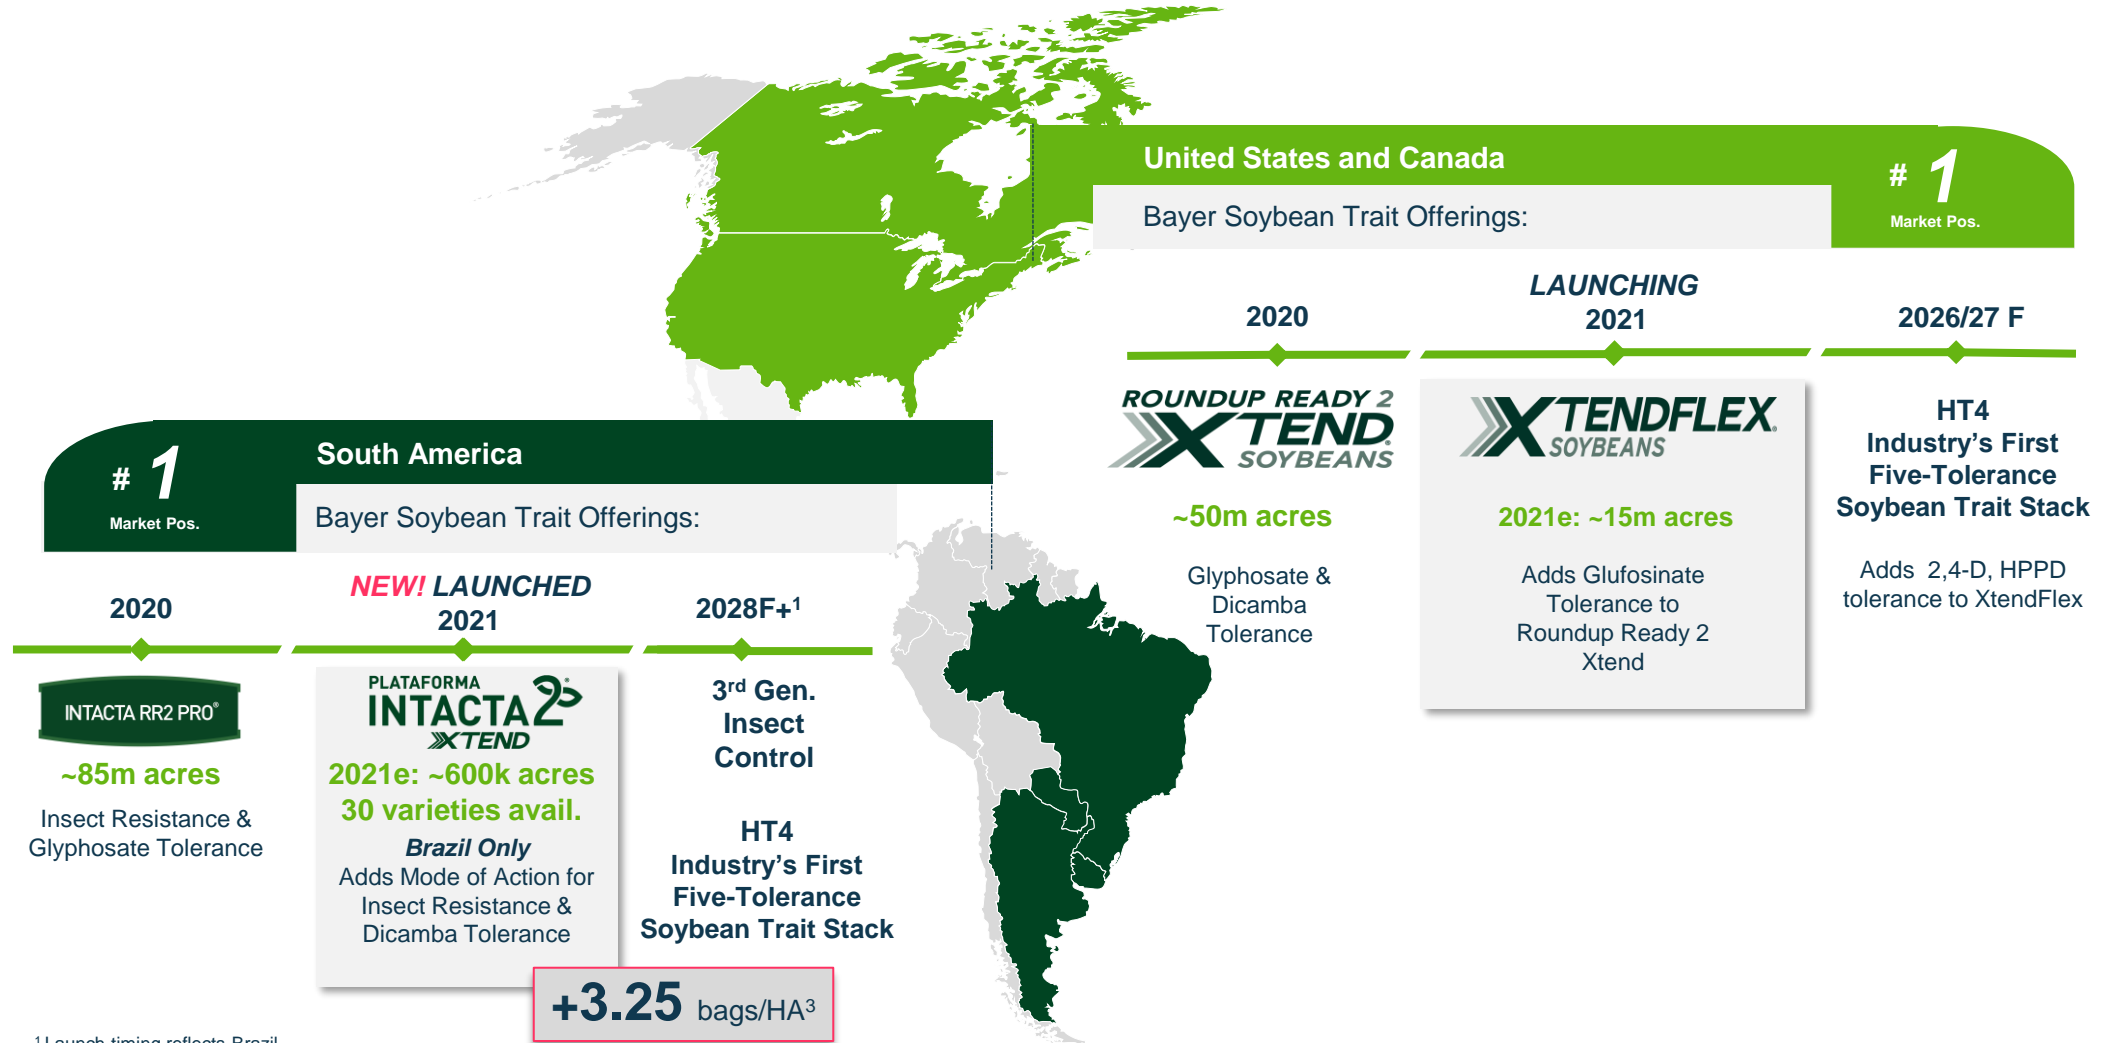 United States and Canada
# 1
Market Pos.
Bayer Soybean Trait Offerings:
2020
LAUNCHING
2021
2026/27 F
ROUNDUP READY 2
XTEND®
SOYBEANS
~50m acres
Glyphosate &
Dicamba
Tolerance
XTENDFLEX®
SOYBEANS
2021e: ~15m acres
Adds Glufosinate
Tolerance to
Roundup Ready 2
Xtend
HT4
Industry's First
Five-Tolerance
Soybean Trait Stack
Adds 2,4-D, HPPD
tolerance to XtendFlex
South America
# 1
Market Pos.
Bayer Soybean Trait Offerings:
2020
NEW! LAUNCHED
2021
2028F+¹
INTACTA RR2 PRO®
~85m acres
Insect Resistance &
Glyphosate Tolerance
PLATAFORMA
INTACTA 2
XTEND
2021e: ~600k acres
30 varieties avail.
Brazil Only
Adds Mode of Action for
Insect Resistance &
Dicamba Tolerance
3rd Gen.
Insect
Control
HT4
Industry's First
Five-Tolerance
Soybean Trait Stack
+3.25 bags/HA³
¹ Launch timing reflects Brazil